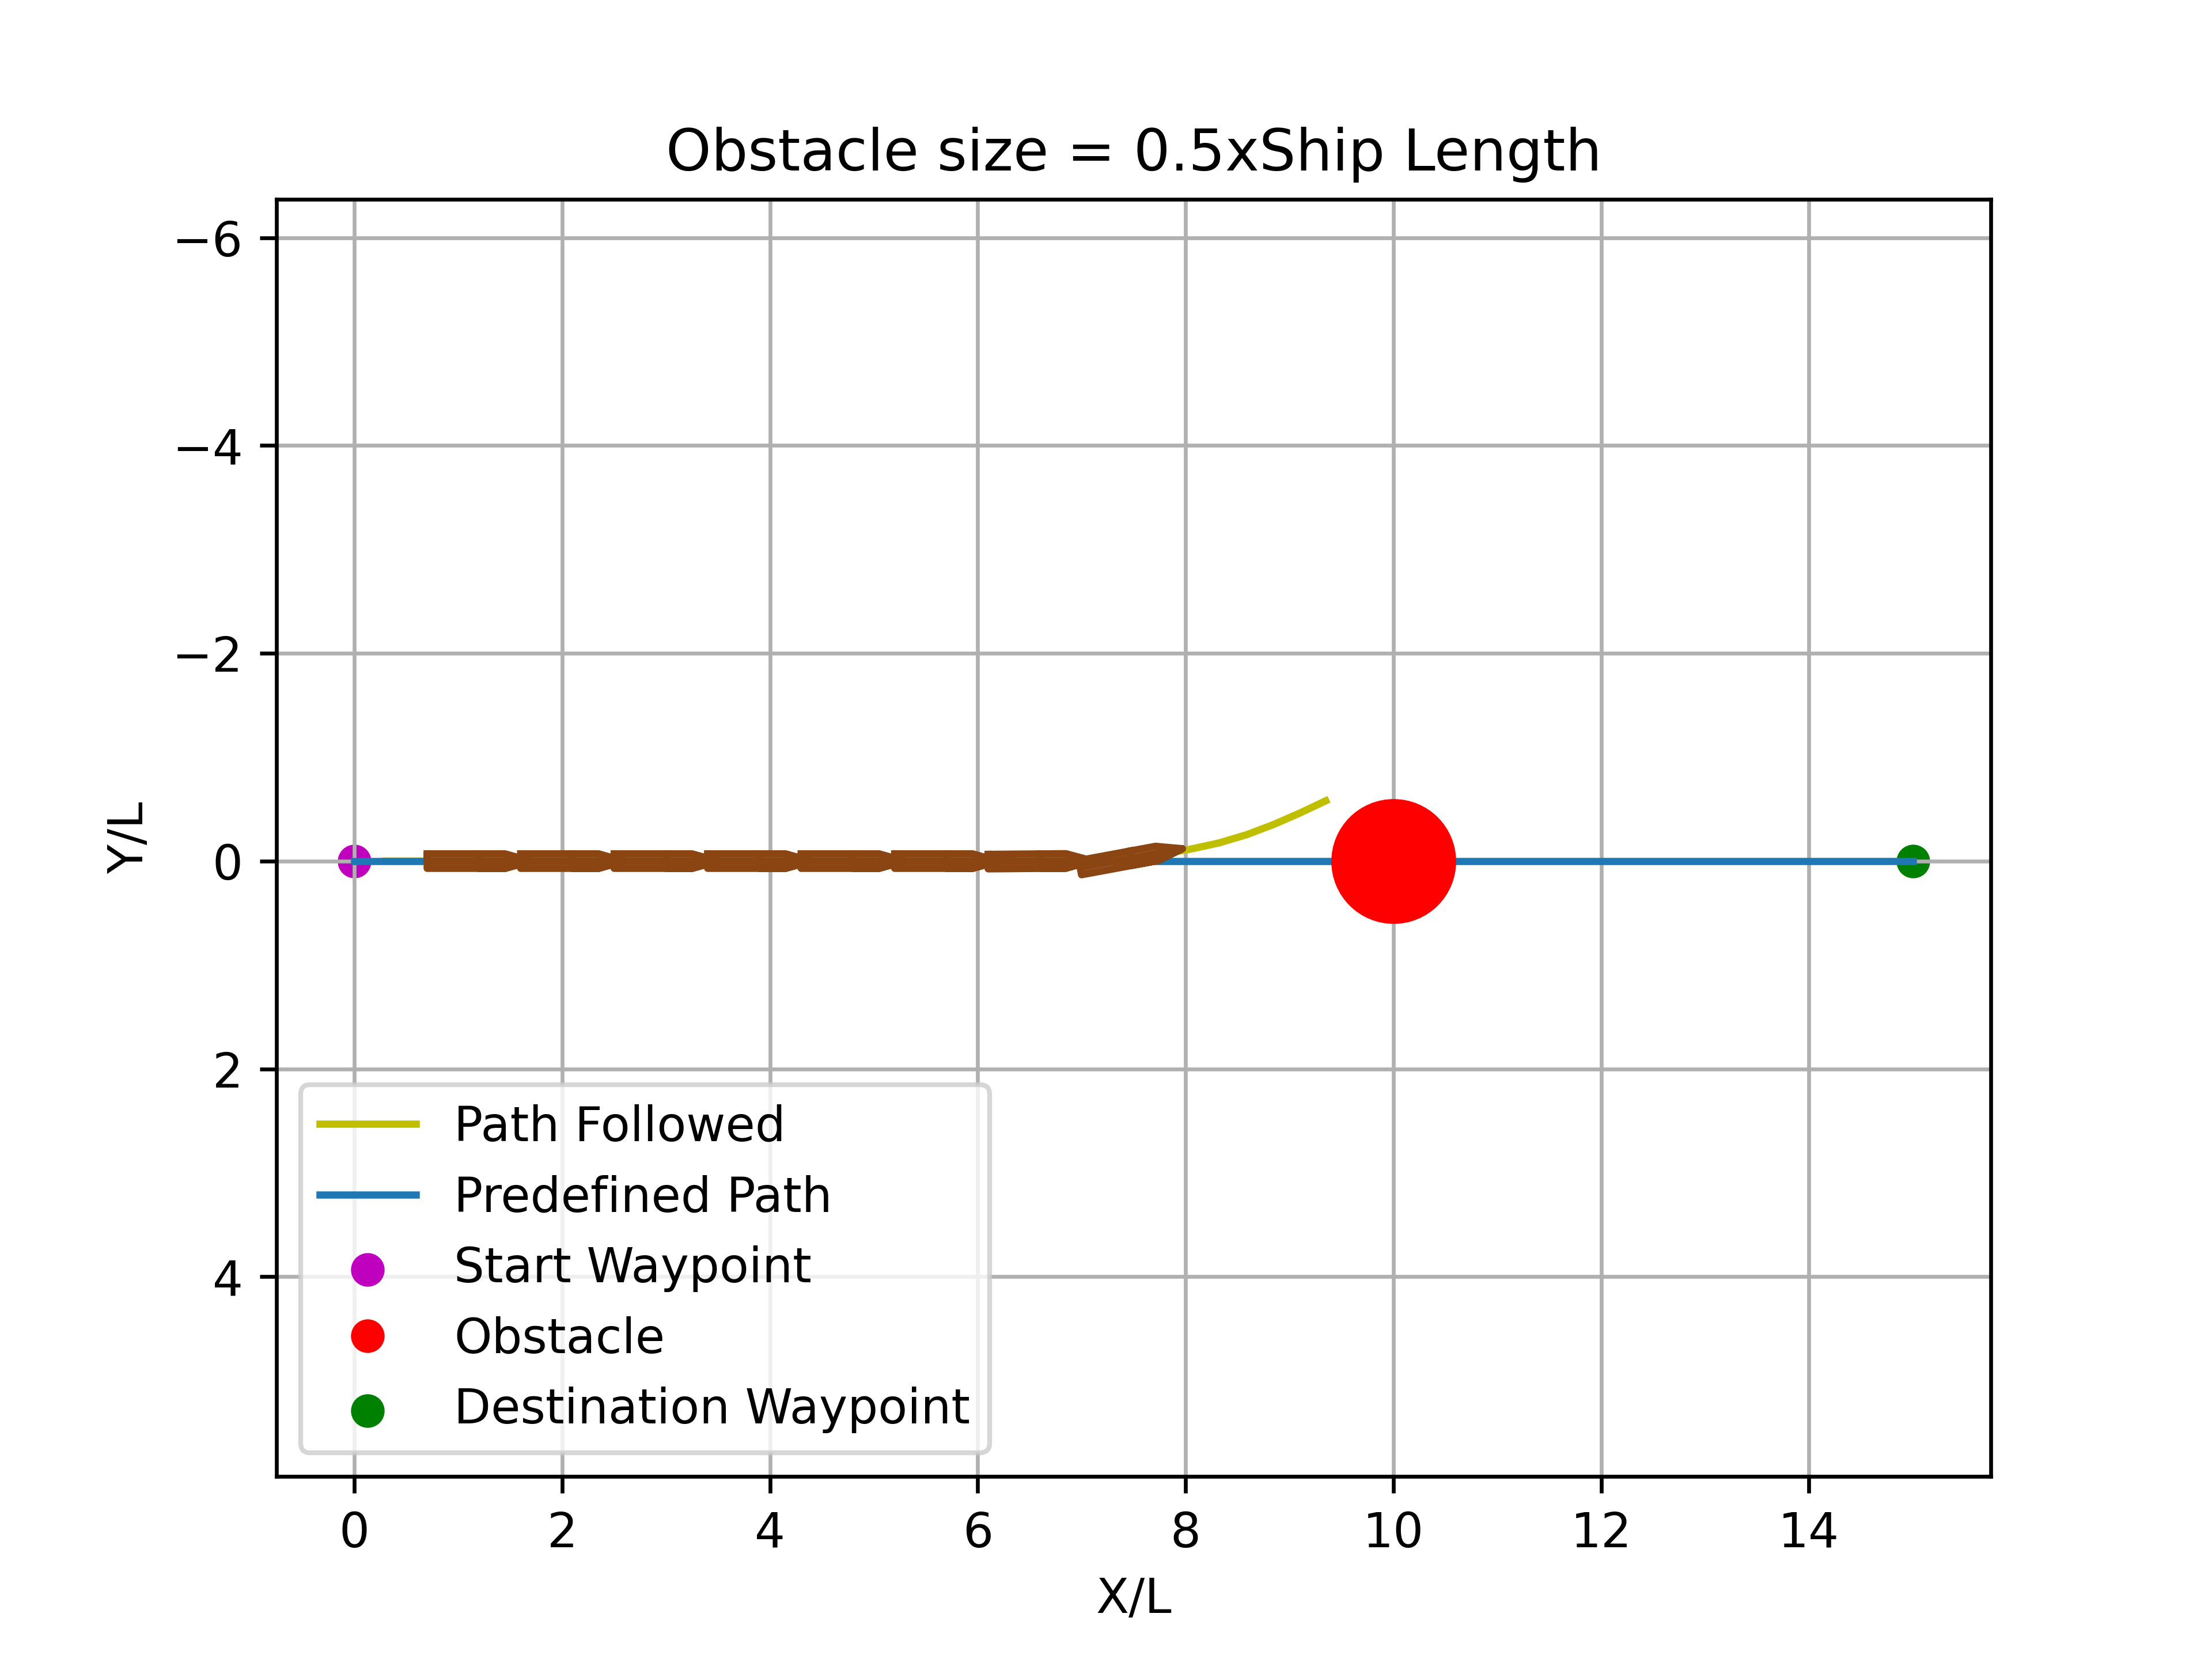 Obstacle size = 0.5xShip Length
−6
−4
−2
0
2
4
Y/L
Path Followed
Predefined Path
Start Waypoint
Obstacle
Destination Waypoint
0 2 4 6 8 10 12 14
X/L